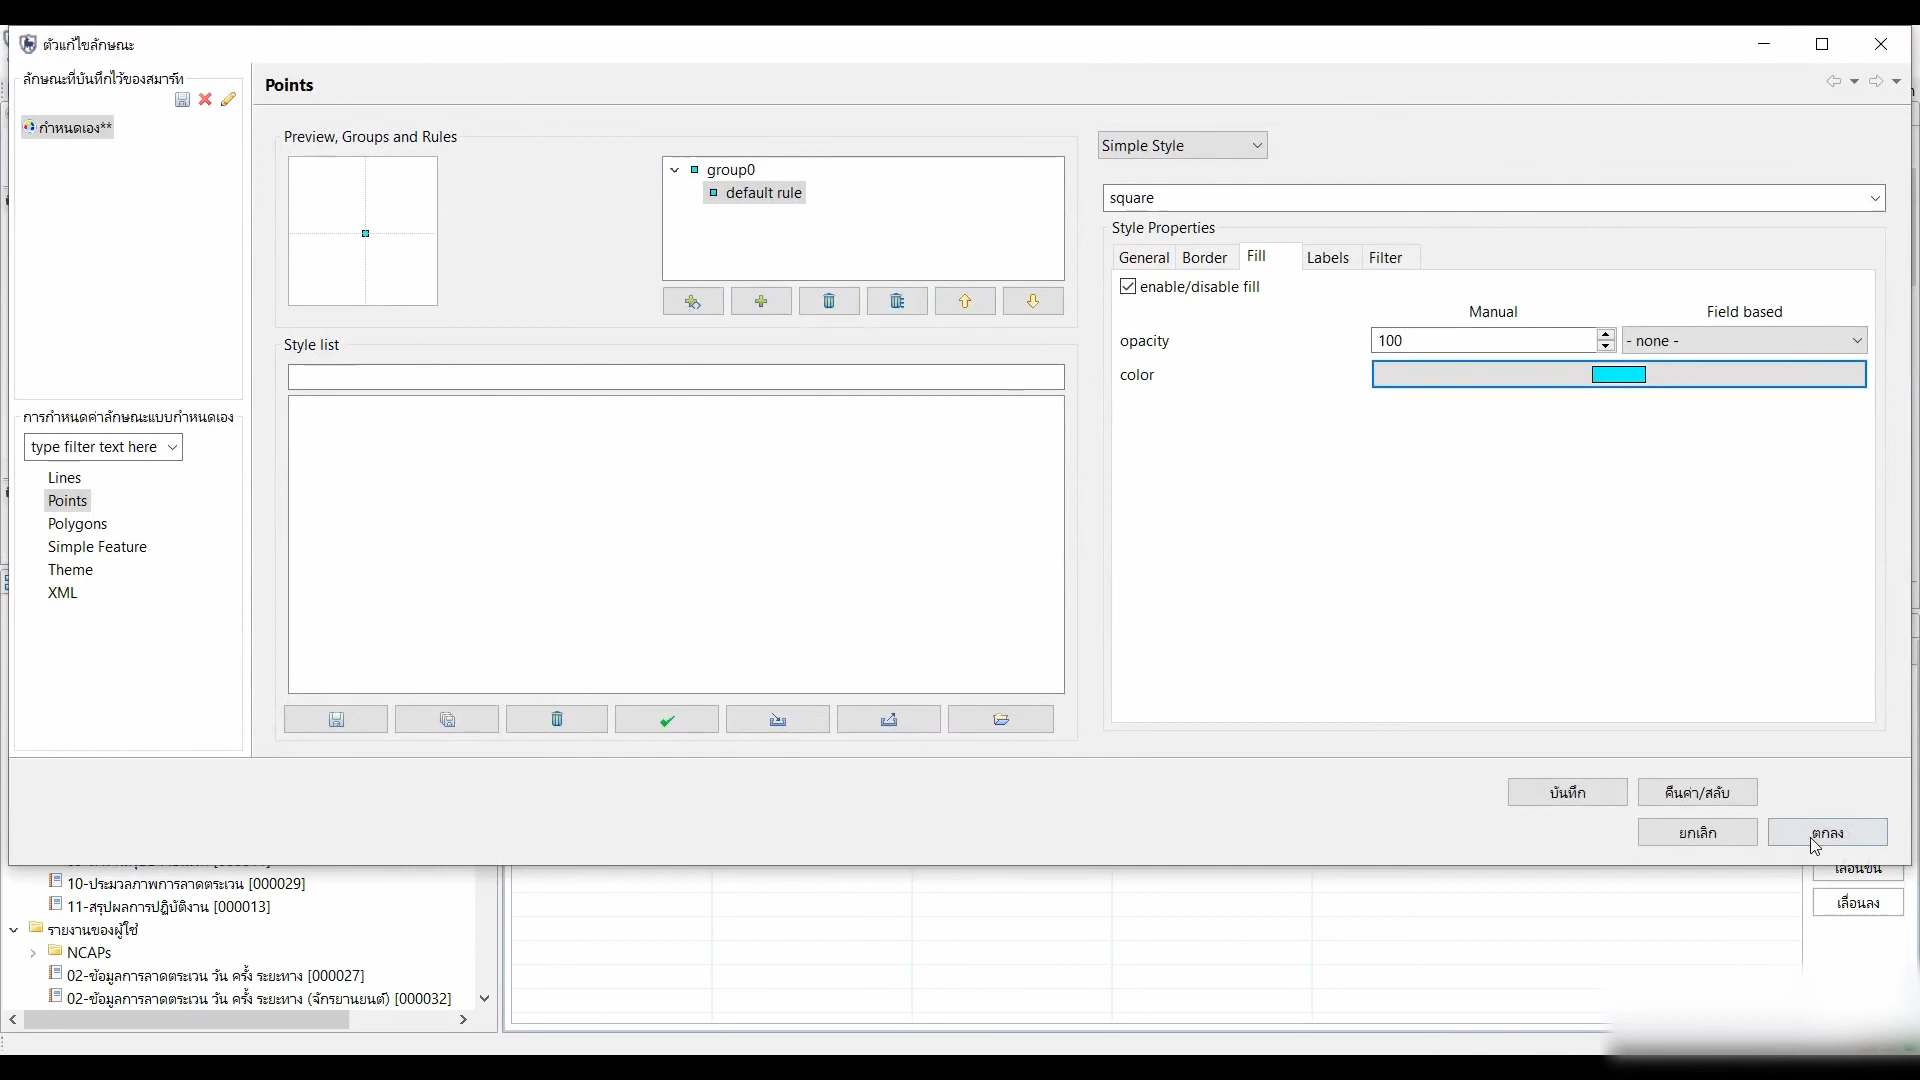 ตัวแก้ไขลักษณะ
ลักษณะที่บันทึกไว้ของสมาร์ท
กำหนดเอง**
การกำหนดค่าลักษณะแบบกำหนดเอง
type filter text here
Lines
Points
Polygons
Simple Feature
Theme
XML
Points
Preview, Groups and Rules
group0
default rule
Style list
Simple Style
square
Style Properties
General
Border
Fill
Labels
Filter
enable/disable fill
Manual
Field based
opacity
100
- none -
color
บันทึก
คืนค่า/สลับ
ยกเลิก
ตกลง
10-ประมวลภาพการลาดตระเวน [000029]
11-สรุปผลการปฏิบัติงาน [000013]
รายงานของผู้ใช้
NCAPs
02-ข้อมูลการลาดตระเวน วัน ครั้ง ระยะทาง [000027]
02-ข้อมูลการลาดตระเวน วัน ครั้ง ระยะทาง (จักรยานยนต์) [000032]
เลื่อนขึ้น
เลื่อนลง